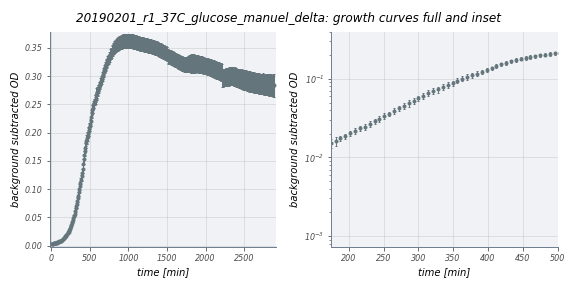 20190201_r1_37C_glucose_manuel_delta: growth curves full and inset
background subtracted OD
0.35
0.30
0.25
0.20
0.15
0.10
0.05
0.00
0 500 1000 1500 2000 2500
time [min]
background subtracted OD
10⁻¹
10⁻²
10⁻³
200 250 300 350 400 450 500
time [min]